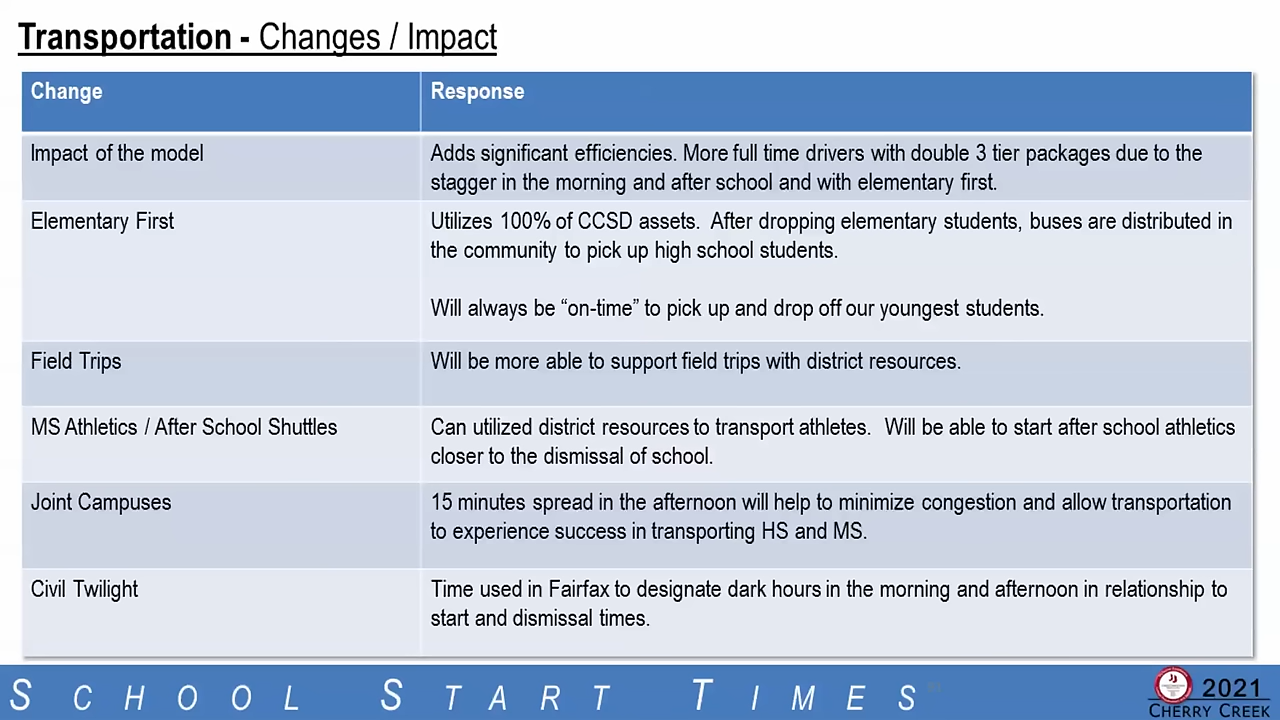 Transportation - Changes / Impact
Change
Response
Impact of the model
Adds significant efficiencies. More full time drivers with double 3 tier packages due to the
stagger in the morning and after school and with elementary first.
Elementary First
Utilizes 100% of CCSD assets. After dropping elementary students, buses are distributed in
the community to pick up high school students.
Will always be “on-time” to pick up and drop off our youngest students.
Field Trips
Will be more able to support field trips with district resources.
MS Athletics / After School Shuttles
Can utilized district resources to transport athletes. Will be able to start after school athletics
closer to the dismissal of school.
Joint Campuses
15 minutes spread in the afternoon will help to minimize congestion and allow transportation
to experience success in transporting HS and MS.
Civil Twilight
Time used in Fairfax to designate dark hours in the morning and afternoon in relationship to
start and dismissal times.
SCHOOL START TIMES
2021
CHERRY CREEK